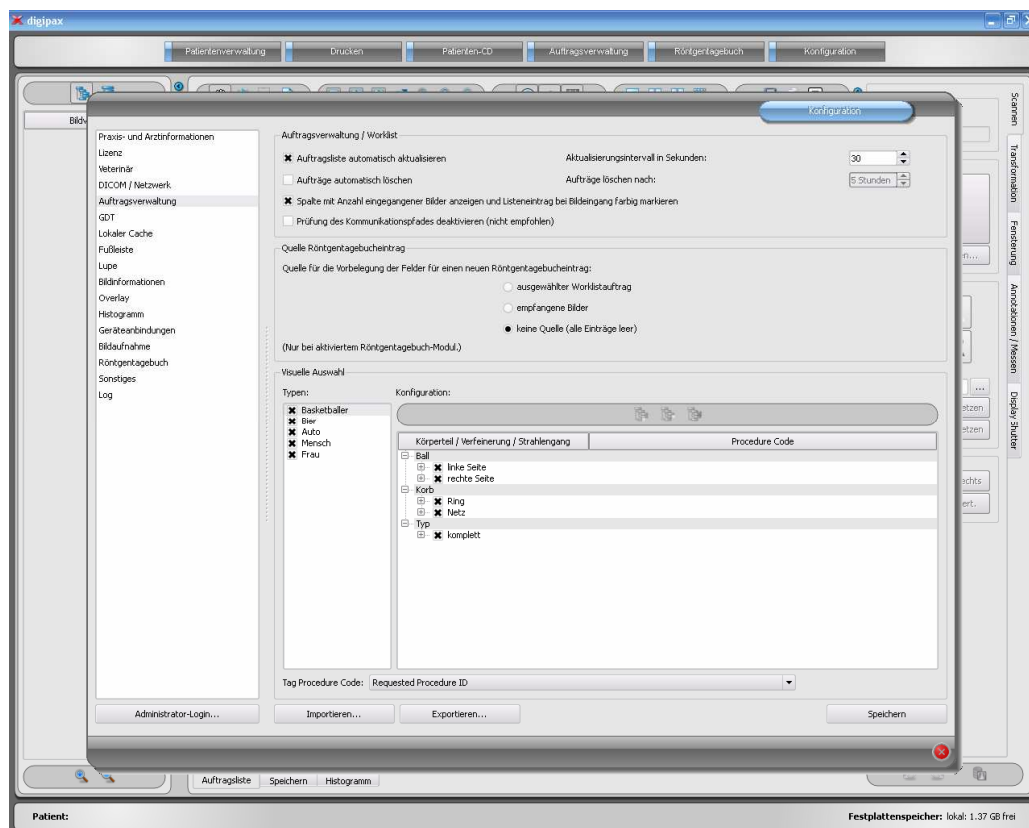 digipax
Patientenverwaltung Drucken Patienten-CD Auftragsverwaltung Röntgentagebuch Konfiguration
Konfiguration
Praxis- und Arztinformationen
Lizenz
Veterinär
DICOM / Netzwerk
Auftragsverwaltung
GDT
Lokaler Cache
Fußleiste
Lupe
Bildinformationen
Overlay
Histogramm
Geräteanbindungen
Bildaufnahme
Röntgentagebuch
Sonstiges
Log
Auftragsverwaltung / Worklist
Auftragsliste automatisch aktualisieren Aktualisierungsintervall in Sekunden: 30
Aufträge automatisch löschen Aufträge löschen nach: 5 Stunden
Spalte mit Anzahl eingegangener Bilder anzeigen und Listeneintrag bei Bildeingang farbig markieren
Prüfung des Kommunikationspfades deaktivieren (nicht empfohlen)
Quelle Röntgentagebucheintrag
Quelle für die Vorbelegung der Felder für einen neuen Röntgentagebucheintrag:
ausgewählter Worklistauftrag
empfangene Bilder
keine Quelle (alle Einträge leer)
(Nur bei aktiviertem Röntgentagebuch-Modul.)
Visuelle Auswahl
Typen: Konfiguration:
Basketballer
Bier
Auto
Mensch
Frau
Körperteil / Verfeinerung / Strahlengang Procedure Code
Ball
linke Seite
rechte Seite
Korb
Ring
Netz
Typ
komplett
Tag Procedure Code: Requested Procedure ID
Administrator-Login... Importieren... Exportieren... Speichern
Scannen
Transformation
Fensterung
Annotationen / Messen
Display Shutter
Auftragsliste Speichern Histogramm
Patient: Festplattenspeicher: lokal: 1.37 GB frei